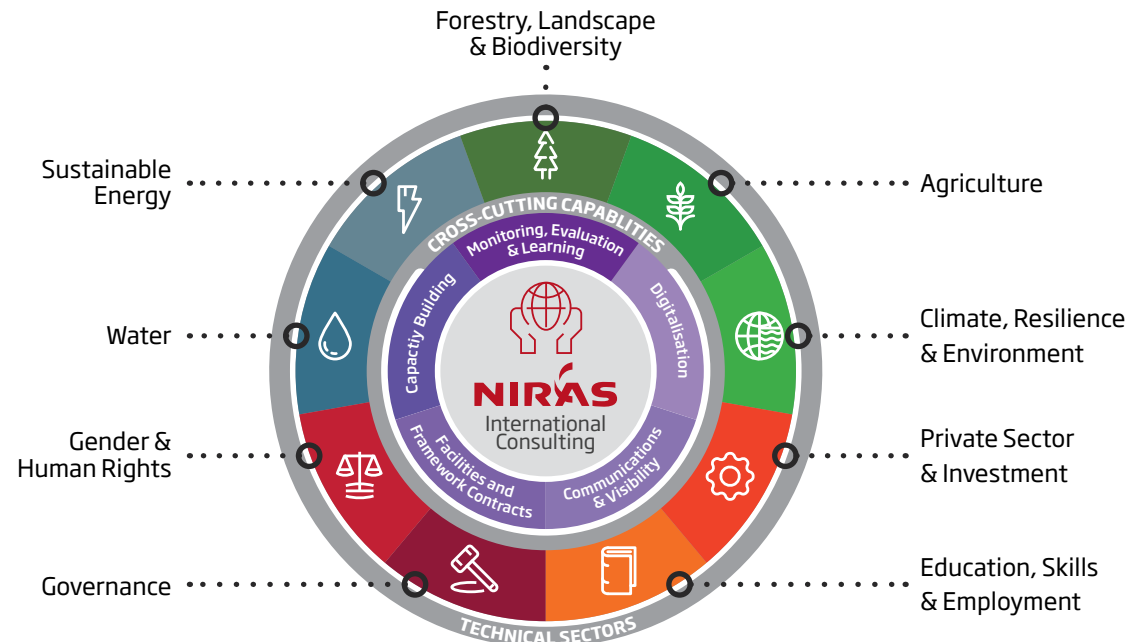 Forestry, Landscape
& Biodiversity
Sustainable
Energy
Agriculture
Water
Climate, Resilience
& Environment
Gender &
Human Rights
Private Sector
& Investment
Governance
Education, Skills
& Employment
CROSS-CUTTING CAPABLITIES
Monitoring, Evaluation
& Learning
Digitalisation
Communications
& Visibility
Facilities and
Framework Contracts
Capactiy Building
NIRAS
International
Consulting
TECHNICAL SECTORS